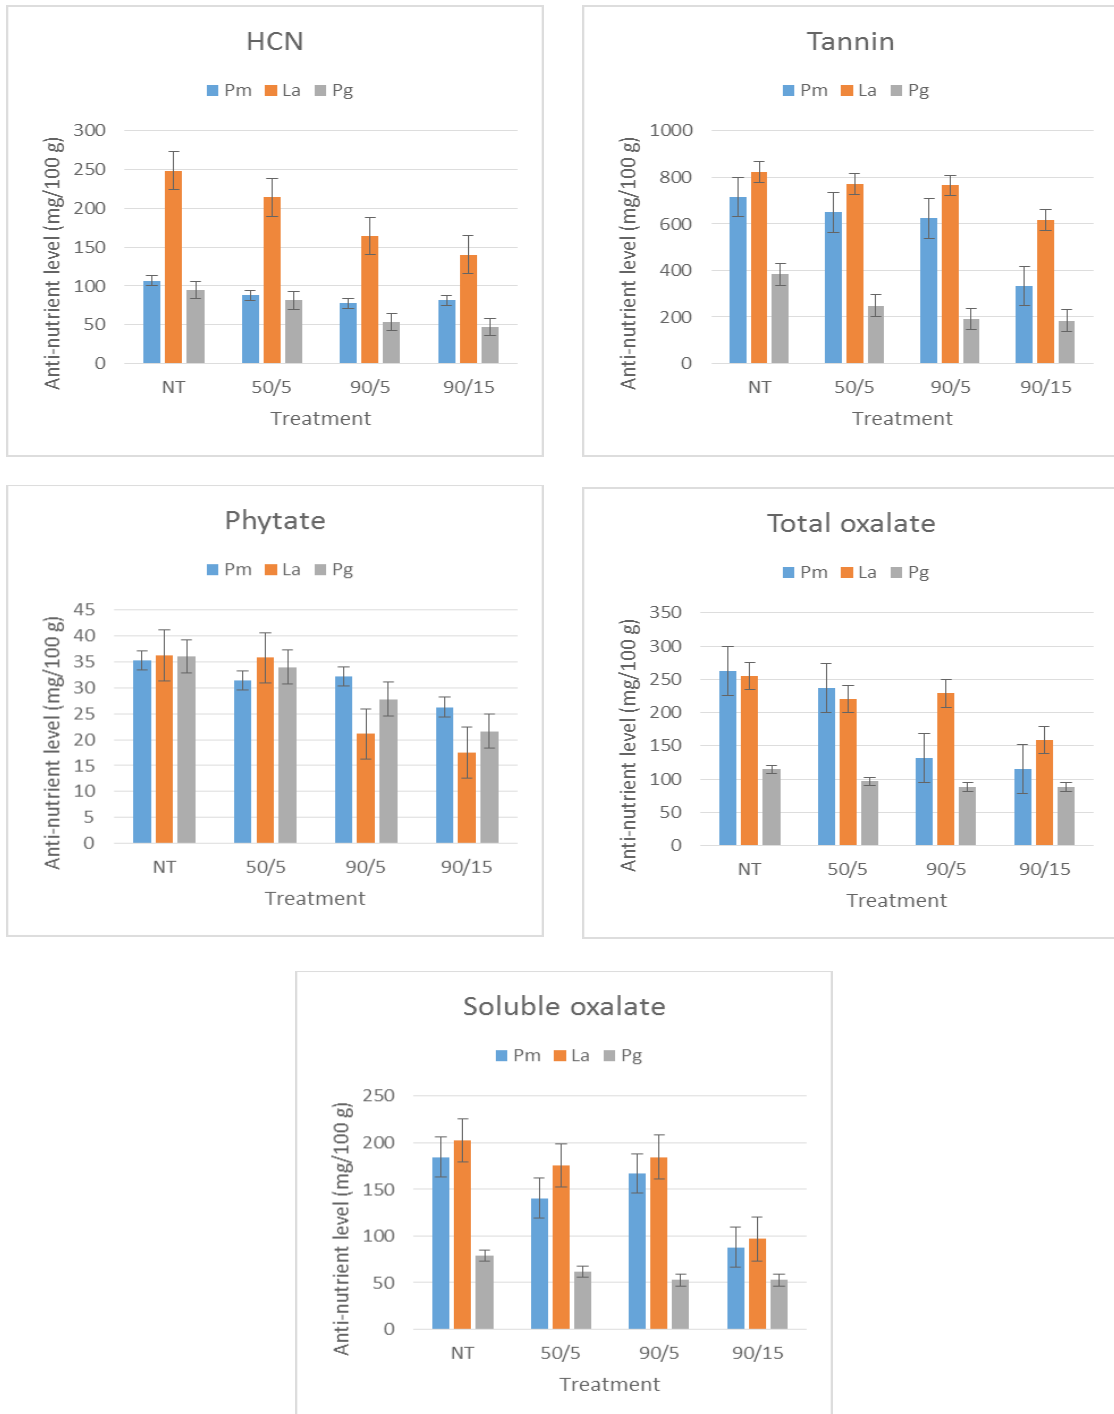 HCN
Pm La Pg
Anti-nutrient level (mg/100 g)
300
250
200
150
100
50
0
NT 50/5 90/5 90/15
Treatment
Tannin
Pm La Pg
Anti-nutrient level (mg/100 g)
1000
800
600
400
200
0
NT 50/5 90/5 90/15
Treatment
Phytate
Pm La Pg
Anti-nutrient level (mg/100 g)
45
40
35
30
25
20
15
10
5
0
NT 50/5 90/5 90/15
Treatment
Total oxalate
Pm La Pg
Anti-nutrient level (mg/100 g)
350
300
250
200
150
100
50
0
NT 50/5 90/5 90/15
Treatment
Soluble oxalate
Pm La Pg
Anti-nutrient level (mg/100 g)
250
200
150
100
50
0
NT 50/5 90/5 90/15
Treatment